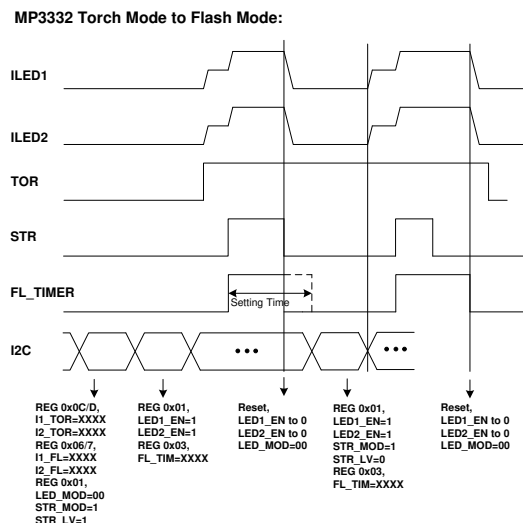 MP3332 Torch Mode to Flash Mode:
ILED1
ILED2
TOR
STR
FL_TIMER
Setting Time
I2C
REG 0x0C/D,
I1_TOR=XXXX
I2_TOR=XXXX
REG 0x06/7,
I1_FL=XXXX
I2_FL=XXXX
REG 0x01,
LED_MOD=00
STR_MOD=1
STR_LV=1
REG 0x01,
LED1_EN=1
LED2_EN=1
REG 0x03,
FL_TIM=XXXX
Reset,
LED1_EN to 0
LED2_EN to 0
LED_MOD=00
REG 0x01,
LED1_EN=1
LED2_EN=1
STR_MOD=1
STR_LV=0
REG 0x03,
FL_TIM=XXXX
Reset,
LED1_EN to 0
LED2_EN to 0
LED_MOD=00